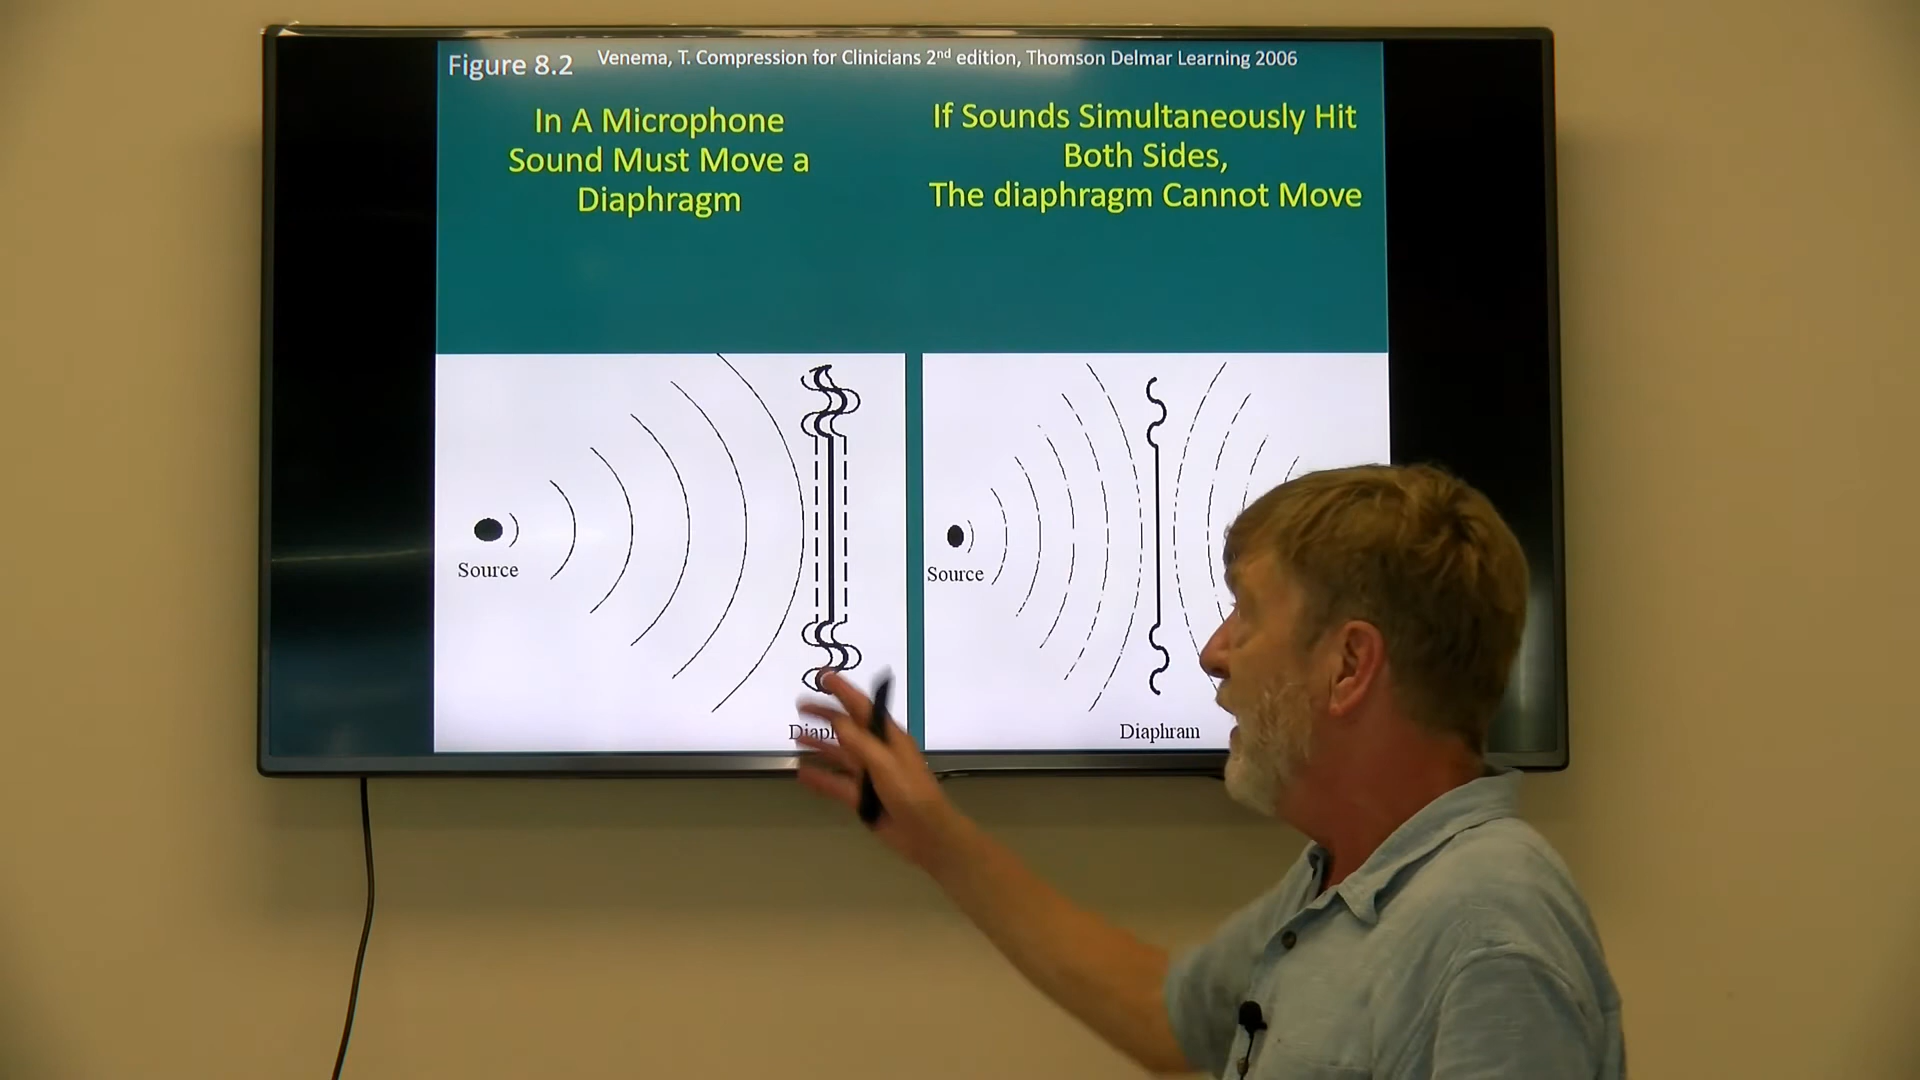 Figure 8.2
Venema, T. Compression for Clinicians 2nd edition, Thomson Delmar Learning 2006
In A Microphone
Sound Must Move a
Diaphragm
If Sounds Simultaneously Hit
Both Sides,
The diaphragm Cannot Move
Source
Source
Diaphram